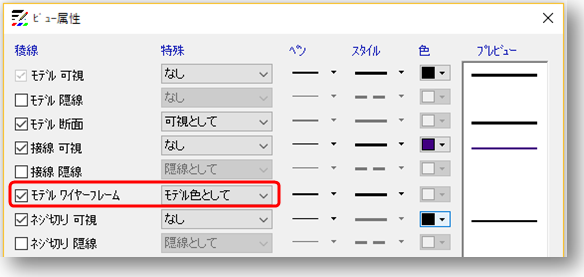 ビュー属性
稜線 特殊 ペン スタイル 色 プレビュー
モデル 可視 なし
モデル 隠線 なし
モデル 断面 可視として
接線 可視 なし
接線 隠線 隠線として
モデル ワイヤーフレーム モデル色として
ネジ切り 可視 なし
ネジ切り 隠線 隠線として